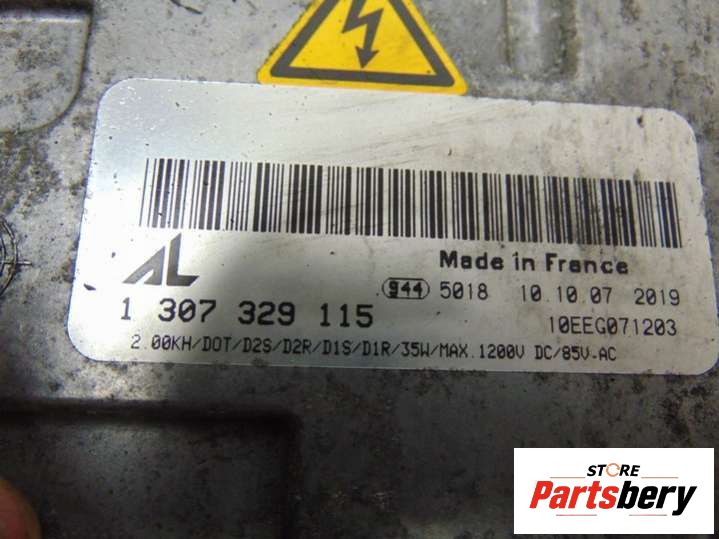 AL
Made in France
944 5018 10.10.07 2019
1 307 329 115
10EEG071203
2.00KH/DOT/D2S/D2R/D1S/D1R/35W/MAX.1200V DC/85V-AC
STORE
Partsbery